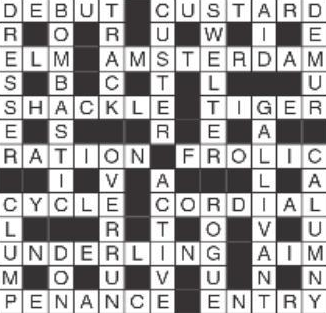 DEBUT CUSTARD
R O R U W I E
ELM AMSTERDAM
S B C T L U
SHACKLE TIGER
E S R E A
RATION FROLIC
I V A L A
CYCLE CORDIAL
L R T O V U
UNDERLING AIM
M O U V U N N
PENANCE ENTRY